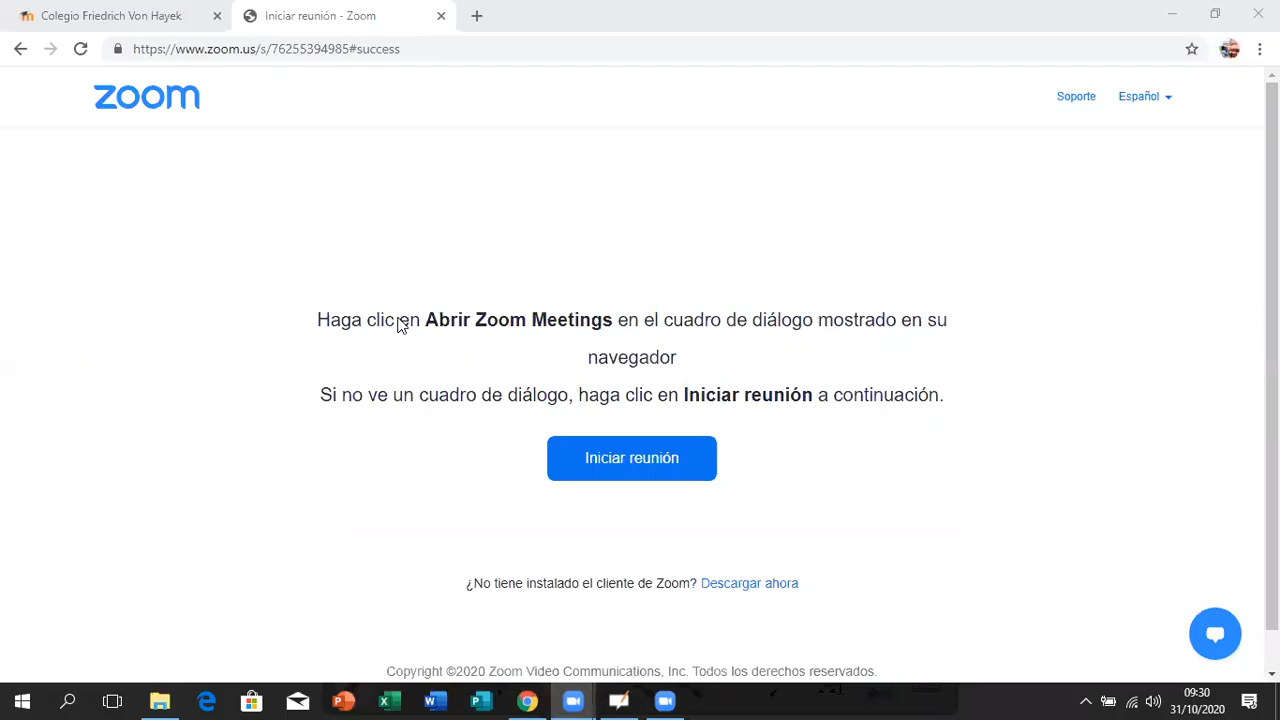 Colegio Friedrich Von Hayek
Iniciar reunión - Zoom
https://www.zoom.us/s/76255394985#success
zoom
Soporte
Español
Haga clic en Abrir Zoom Meetings en el cuadro de diálogo mostrado en su
navegador
Si no ve un cuadro de diálogo, haga clic en Iniciar reunión a continuación.
Iniciar reunión
¿No tiene instalado el cliente de Zoom? Descargar ahora
Copyright ©2020 Zoom Video Communications, Inc. Todos los derechos reservados.
09:30
31/10/2020